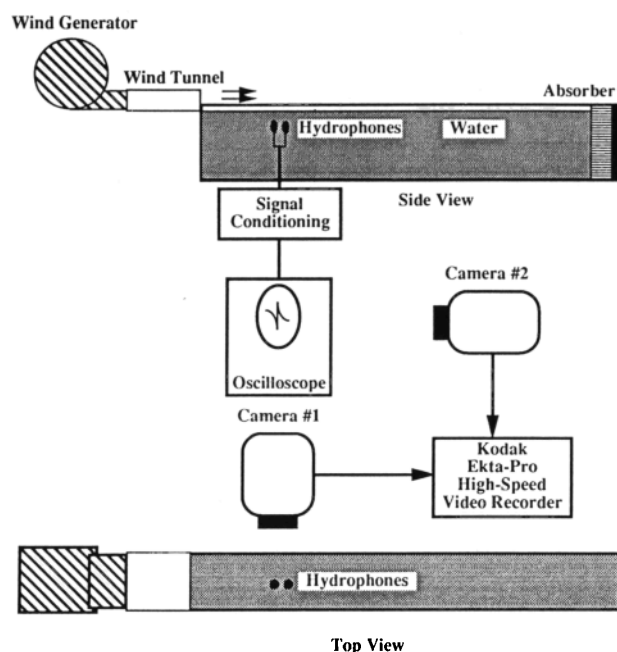 Wind Generator
Wind Tunnel
Absorber
Hydrophones
Water
Signal
Conditioning
Side View
Camera #2
Oscilloscope
Camera #1
Kodak
Ekta-Pro
High-Speed
Video Recorder
Hydrophones
Top View